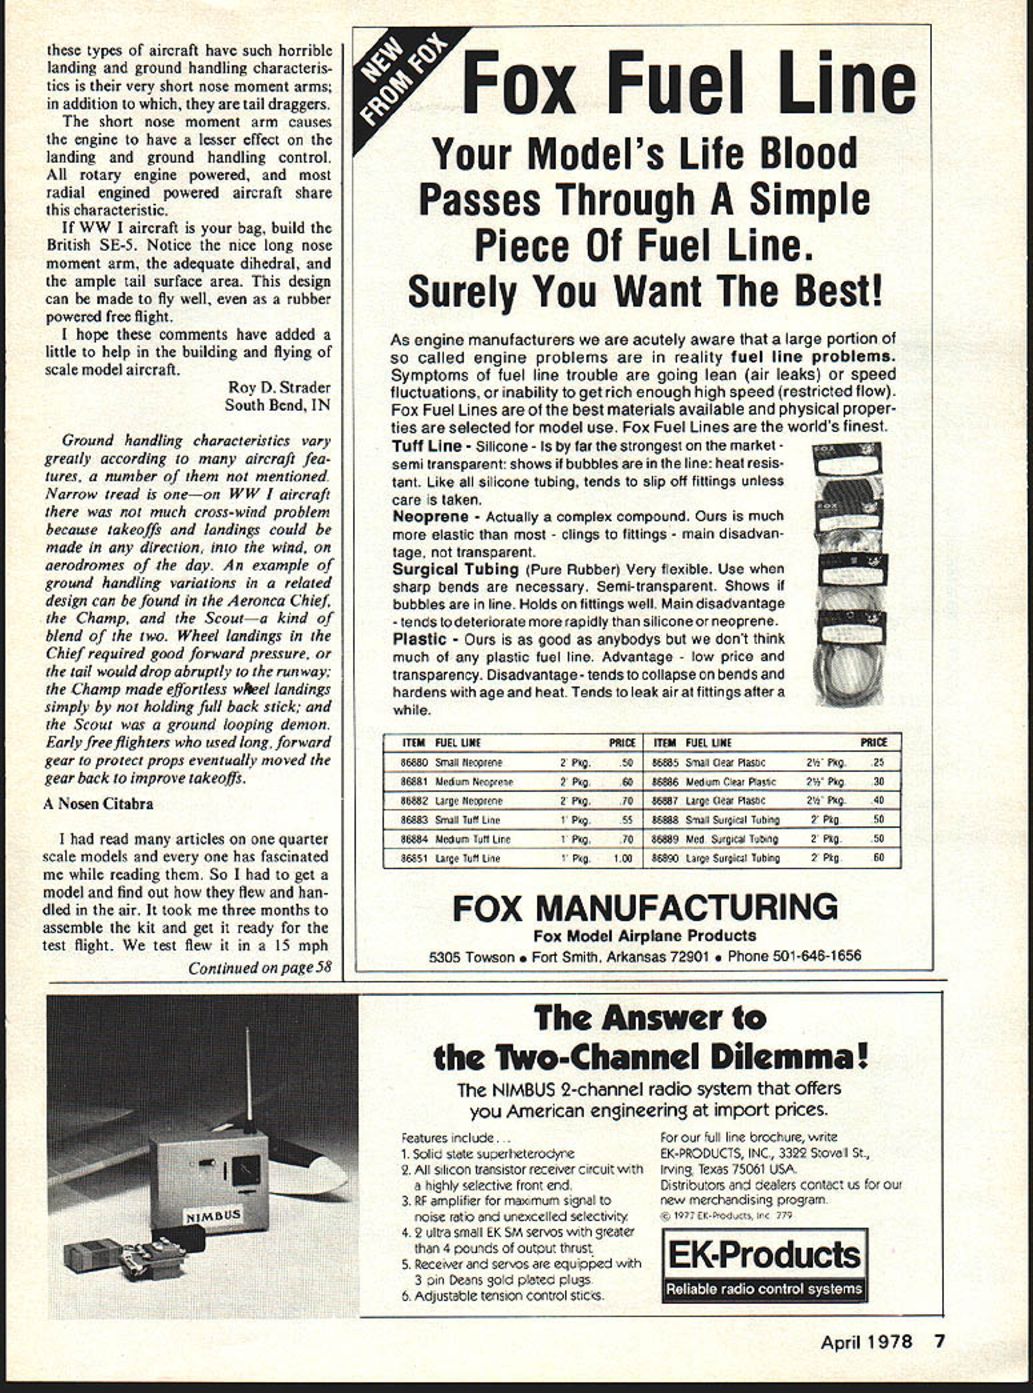 these types of aircraft have such horrible
landing and ground handling characteris-
tics is their very short nose moment arms;
in addition to which, they are tail draggers.
The short nose moment arm causes
the engine to have a lesser effect on the
landing and ground handling control.
All rotary engine powered, and most
radial engined powered aircraft share
this characteristic.
If WW I aircraft is your bag, build the
British SE-5. Notice the nice long nose
moment arm, the adequate dihedral, and
the ample tail surface area. This design
can be made to fly well, even as a rubber
powered free flight.
I hope these comments have added a
little to help in the building and flying of
scale model aircraft.
Roy D. Strader
South Bend, IN
Ground handling characteristics vary
greatly according to many aircraft fea-
tures, a number of them not mentioned.
Narrow tread is one—on WW I aircraft
there was not much cross-wind problem
because takeoffs and landings could be
made in any direction, into the wind, on
aerodromes of the day. An example of
ground handling variations in a related
design can be found in the Aeronca Chief,
the Champ, and the Scout—a kind of
blend of the two. Wheel landings in the
Chief required good forward pressure, or
the tail would drop abruptly to the runway;
the Champ made effortless wheel landings
simply by not holding full back stick; and
the Scout was a ground looping demon.
Early free flighters who used long, forward
gear to protect props eventually moved the
gear back to improve takeoffs.
A Nosen Citabra
I had read many articles on one quarter
scale models and every one has fascinated
me while reading them. So I had to get a
model and find out how they flew and han-
dled in the air. It took me three months to
assemble the kit and get it ready for the
test flight. We test flew it in a 15 mph
Continued on page 58
NEW
FROM FOX
Fox Fuel Line
Your Model's Life Blood
Passes Through A Simple
Piece Of Fuel Line.
Surely You Want The Best!
As engine manufacturers we are acutely aware that a large portion of
so called engine problems are in reality fuel line problems.
Symptoms of fuel line trouble are going lean (air leaks) or speed
fluctuations, or inability to get rich enough high speed (restricted flow).
Fox Fuel Lines are of the best materials available and physical proper-
ties are selected for model use. Fox Fuel Lines are the world's finest.
Tuff Line - Silicone - Is by far the strongest on the market -
semi transparent: shows if bubbles are in the line: heat resis-
tant. Like all silicone tubing, tends to slip off fittings unless
care is taken.
Neoprene - Actually a complex compound. Ours is much
more elastic than most - clings to fittings - main disadvan-
tage, not transparent.
Surgical Tubing (Pure Rubber) Very flexible. Use when
sharp bends are necessary. Semi-transparent. Shows if
bubbles are in line. Holds on fittings well. Main disadvantage
- tends to deteriorate more rapidly than silicone or neoprene.
Plastic - Ours is as good as anybodys but we don't think
much of any plastic fuel line. Advantage - low price and
transparency. Disadvantage - tends to collapse on bends and
hardens with age and heat. Tends to leak air at fittings after a
while.
FOX
FOX
ITEM FUEL LINE PRICE ITEM FUEL LINE PRICE
86880 Small Neoprene 2' Pkg. .50 86885 Small Clear Plastic 2½' Pkg. .25
86881 Medium Neoprene 2' Pkg. .60 86886 Medium Clear Plastic 2½' Pkg. .30
86882 Large Neoprene 2' Pkg. .70 86887 Large Clear Plastic 2½' Pkg. .40
86883 Small Tuff Line 1' Pkg. .55 86888 Small Surgical Tubing 2' Pkg. .50
86884 Medium Tuff Line 1' Pkg. .70 86889 Med. Surgical Tubing 2' Pkg. .50
86851 Large Tuff Line 1' Pkg. 1.00 86890 Large Surgical Tubing 2' Pkg. .60
FOX MANUFACTURING
Fox Model Airplane Products
5305 Towson • Fort Smith, Arkansas 72901 • Phone 501-646-1656
NIMBUS
The Answer to
the Two-Channel Dilemma!
The NIMBUS 2-channel radio system that offers
you American engineering at import prices.
Features include...
1. Solid state superheterodyne
2. All silicon transistor receiver circuit with
a highly selective front end.
3. RF amplifier for maximum signal to
noise ratio and unexcelled selectivity.
4. 2 ultra small EK SM servos with greater
than 4 pounds of output thrust.
5. Receiver and servos are equipped with
3 pin Deans gold plated plugs.
6. Adjustable tension control sticks.
For our full line brochure, write
EK-PRODUCTS, INC., 3322 Stovall St.,
Irving, Texas 75061 USA.
Distributors and dealers contact us for our
new merchandising program.
© 1977 EK-Products, Inc. 779
EK-Products
Reliable radio control systems
April 1978 7